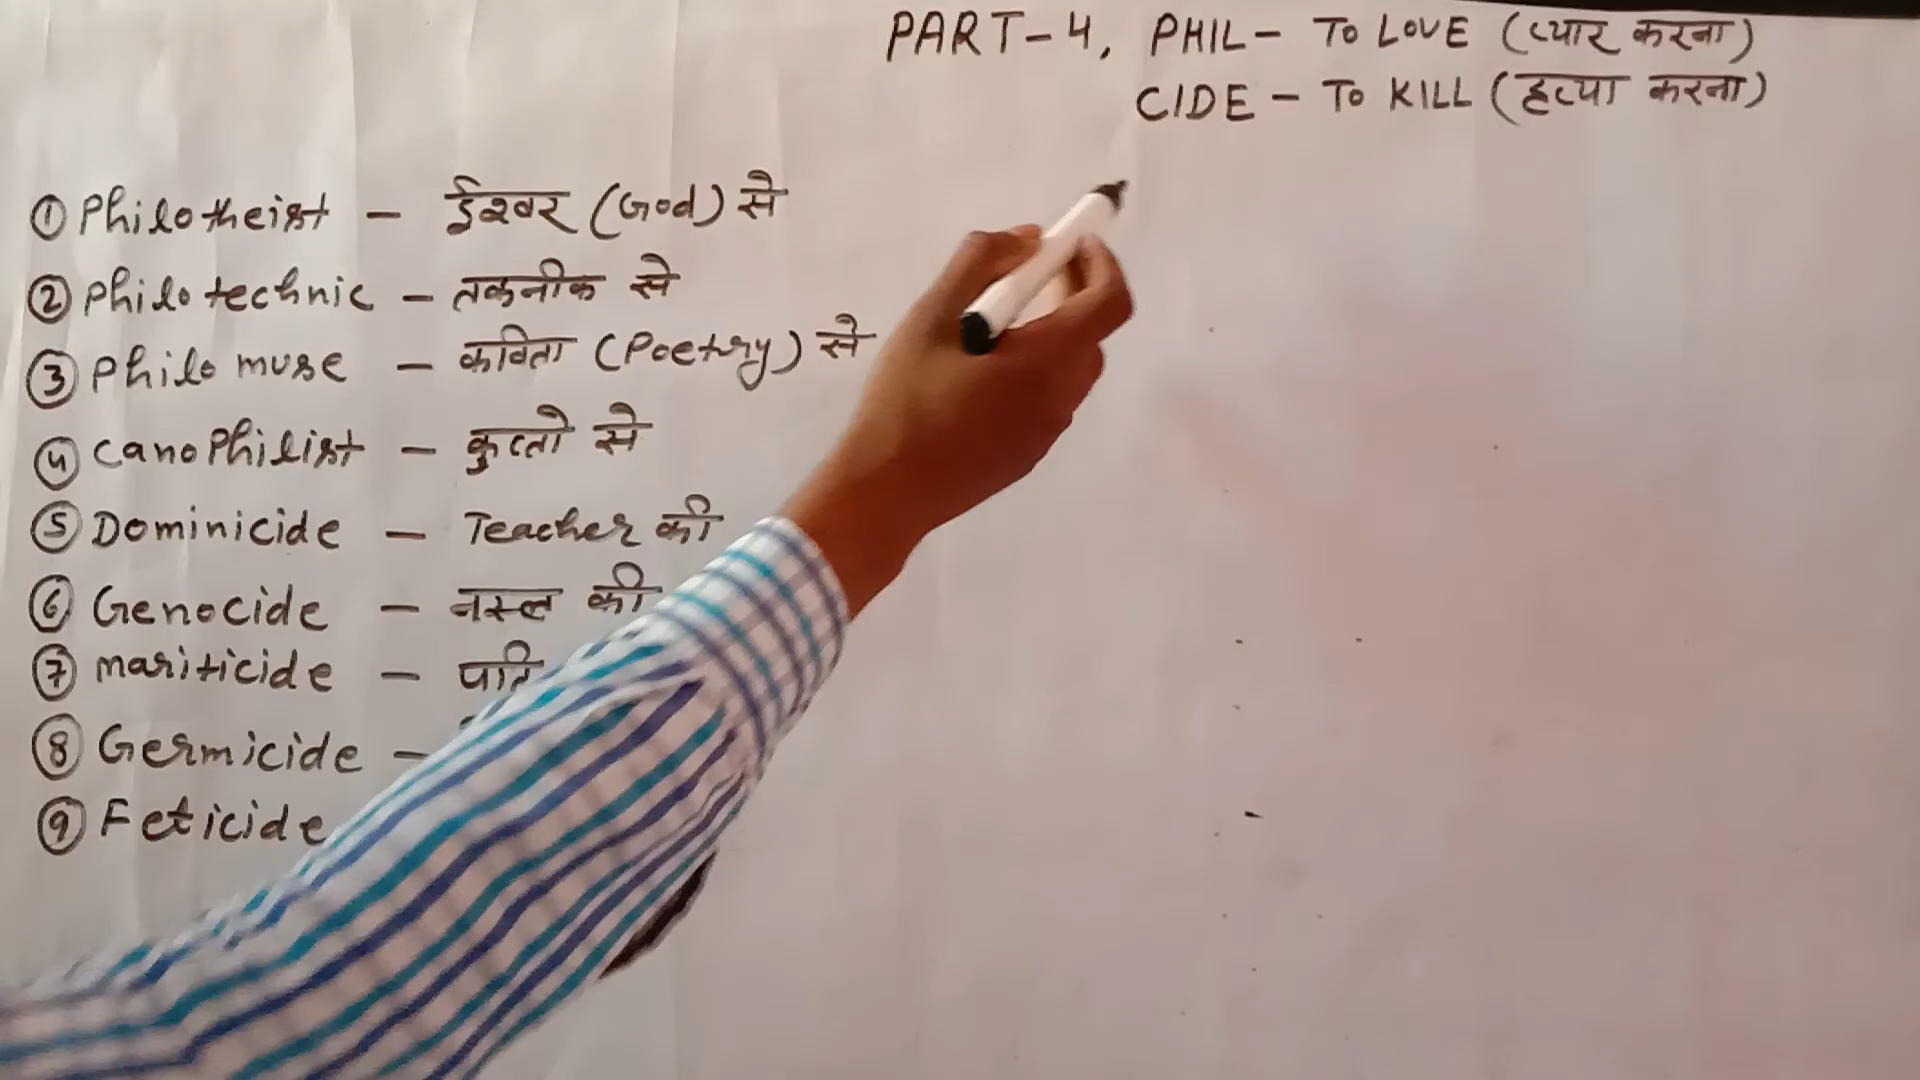 PART-4, PHIL- TO LOVE (प्यार करना)
CIDE - TO KILL (हत्या करना)
① Philotheist - ईश्वर (God) से
② Philotechnic - तकनीक से
③ Philomuse - कविता (Poetry) से
④ CanoPhilist - कुत्तो से
⑤ Dominicide - Teacher की
⑥ Genocide - नस्ल की
⑦ mariticide - पति
⑧ Germicide -
⑨ Feticide